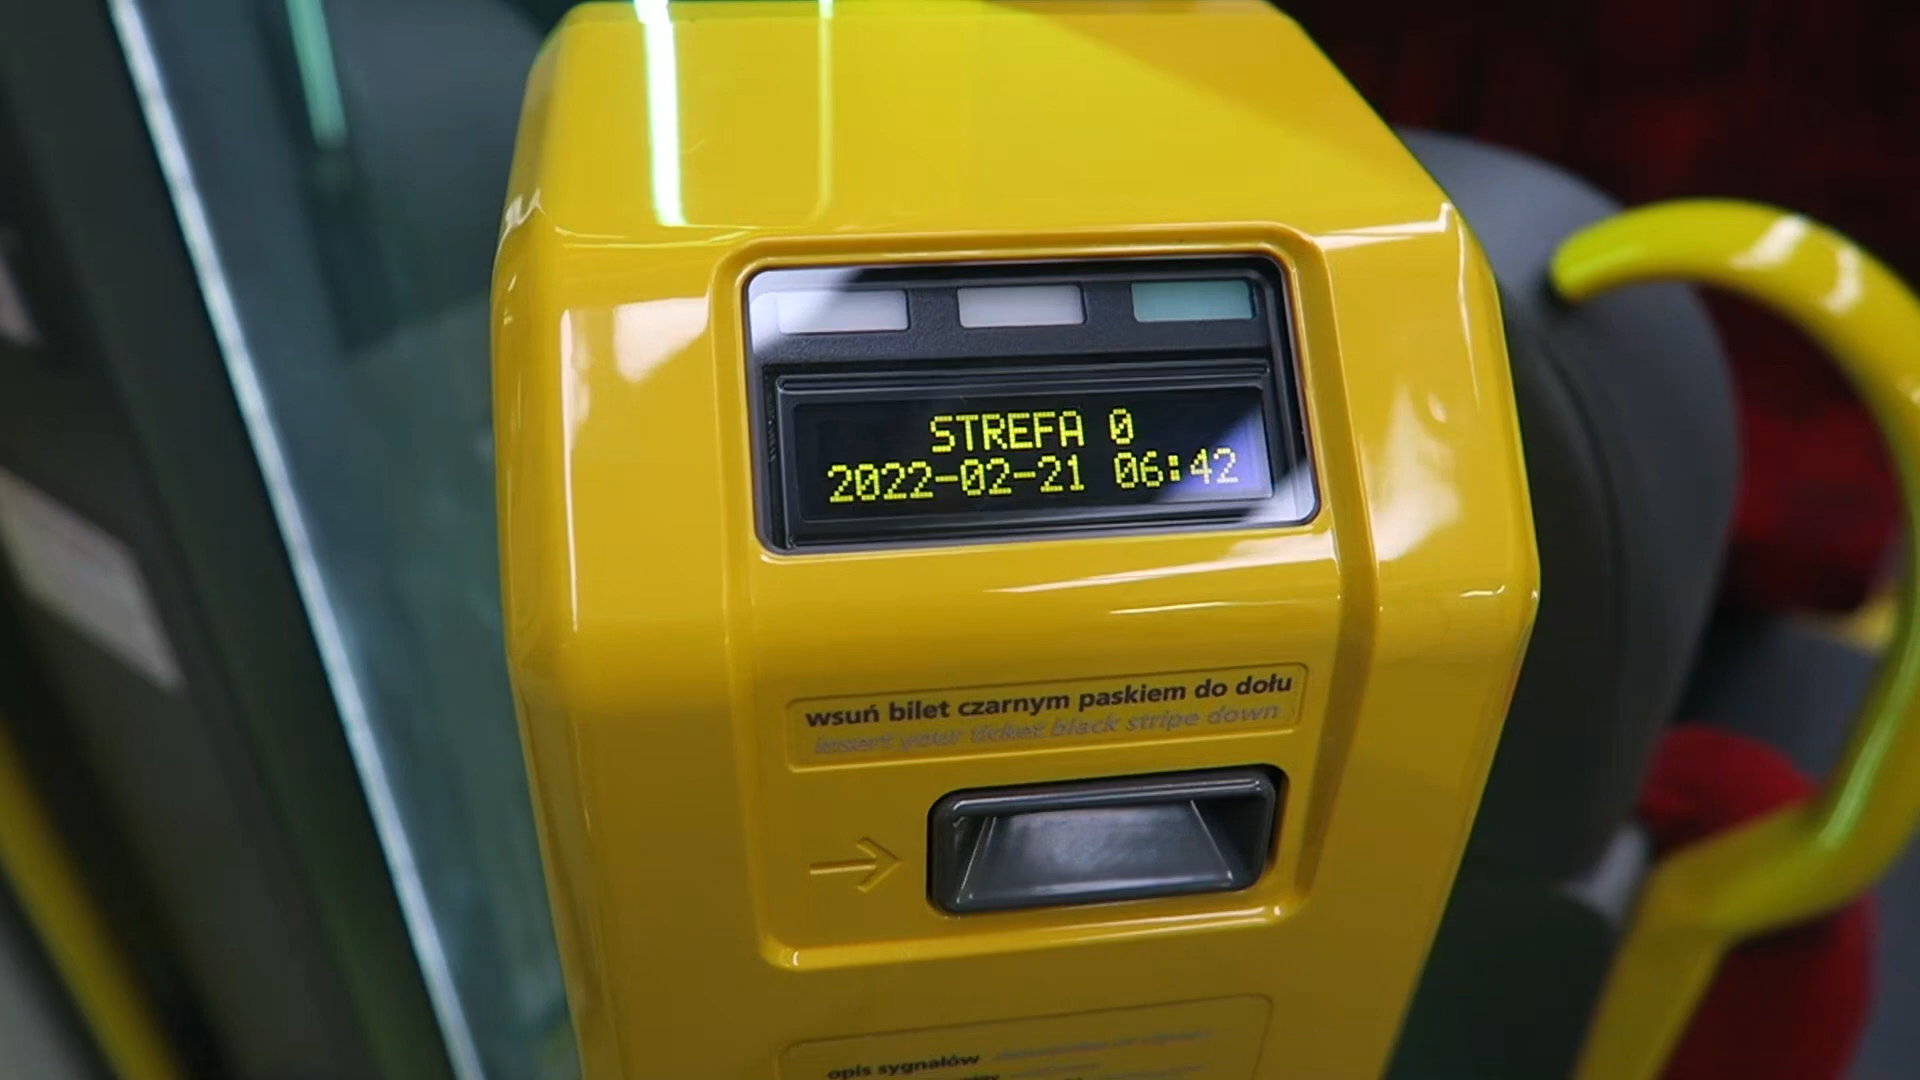 STREFA 0
2022-02-21 06:42
wsuń bilet czarnym paskiem do dołu
insert your ticket black stripe down
opis sygnałów